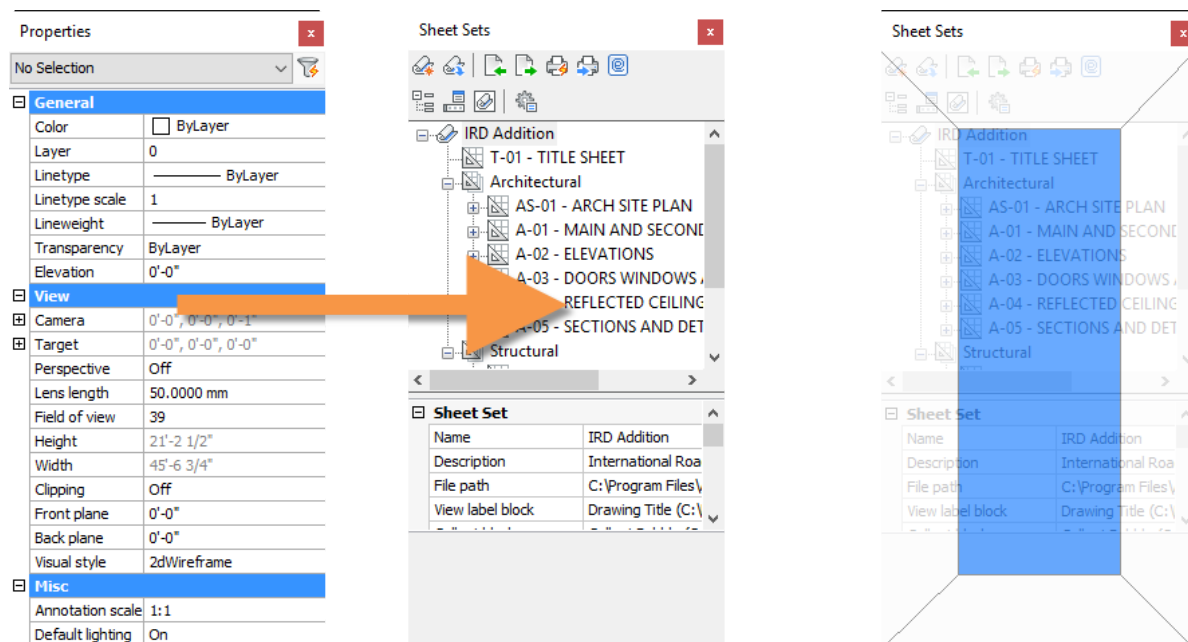 Properties
x
No Selection
General
Color ByLayer
Layer 0
Linetype ByLayer
Linetype scale 1
Lineweight ByLayer
Transparency ByLayer
Elevation 0'-0"
View
Camera 0'-0", 0'-0", 0'-1"
Target 0'-0", 0'-0", 0'-0"
Perspective Off
Lens length 50.0000 mm
Field of view 39
Height 21'-2 1/2"
Width 45'-6 3/4"
Clipping Off
Front plane 0'-0"
Back plane 0'-0"
Visual style 2dWireframe
Misc
Annotation scale 1:1
Default lighting On
Sheet Sets
x
IRD Addition
T-01 - TITLE SHEET
Architectural
AS-01 - ARCH SITE PLAN
A-01 - MAIN AND SECOND
A-02 - ELEVATIONS
A-03 - DOORS WINDOWS
REFLECTED CEILING
A-05 - SECTIONS AND DET
Structural
Sheet Set
Name IRD Addition
Description International Roa
File path C:\Program Files\
View label block Drawing Title (C:\
Sheet Sets
x
IRD Addition
T-01 - TITLE SHEET
Architectural
AS-01 - ARCH SITE PLAN
A-01 - MAIN AND SECOND
A-02 - ELEVATIONS
A-03 - DOORS WINDOWS
A-04 - REFLECTED CEILING
A-05 - SECTIONS AND DET
Structural
Sheet Set
Name IRD Addition
Description International Roa
File path C:\Program Files\
View label block Drawing Title (C:\